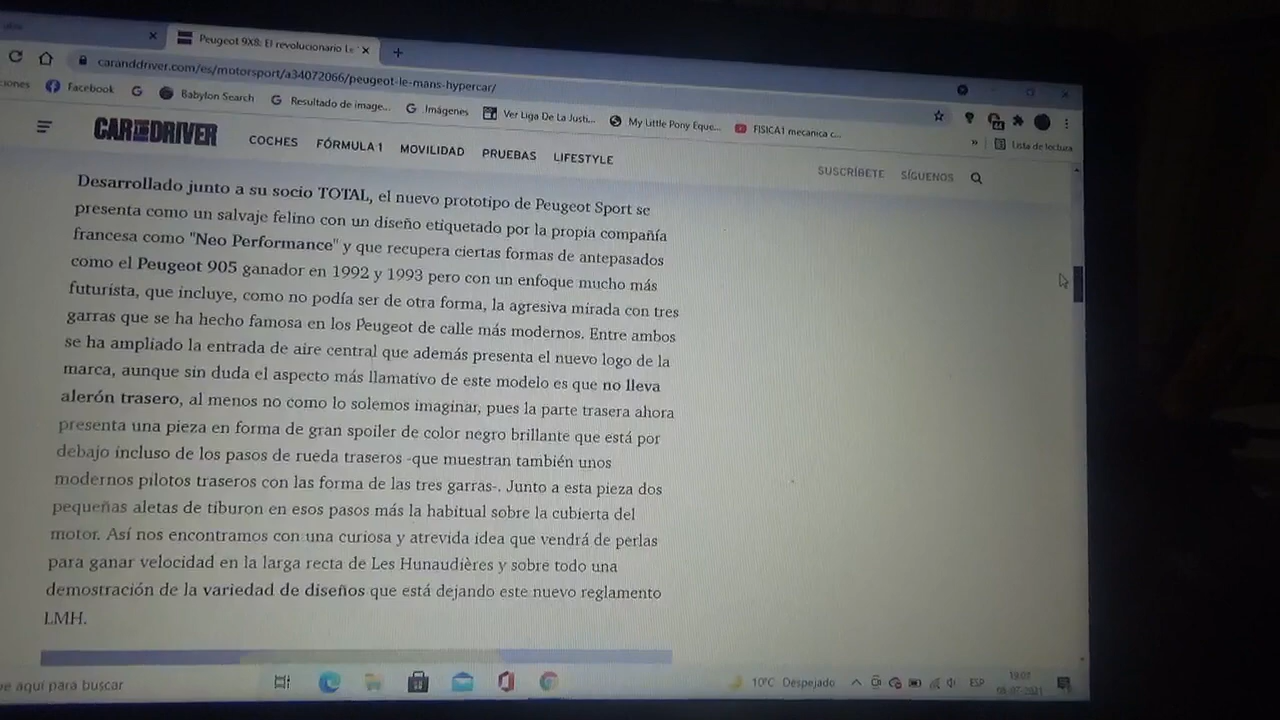 Peugeot 9X8: El revolucionario
caranddriver.com/es/motorsport/a34072066/peugeot-le-mans-hypercar/
ciones Facebook G Babylon Search G Resultado de image... G Imágenes Ver Liga De La Justi... My Little Pony Eque... FISICA1 mecanica c...
» Lista de lectura
CAR AND DRIVER COCHES FÓRMULA 1 MOVILIDAD PRUEBAS LIFESTYLE SUSCRÍBETE SÍGUENOS
Desarrollado junto a su socio TOTAL, el nuevo prototipo de Peugeot Sport se
presenta como un salvaje felino con un diseño etiquetado por la propia compañía
francesa como "Neo Performance" y que recupera ciertas formas de antepasados
como el Peugeot 905 ganador en 1992 y 1993 pero con un enfoque mucho más
futurista, que incluye, como no podía ser de otra forma, la agresiva mirada con tres
garras que se ha hecho famosa en los Peugeot de calle más modernos. Entre ambos
se ha ampliado la entrada de aire central que además presenta el nuevo logo de la
marca, aunque sin duda el aspecto más llamativo de este modelo es que no lleva
alerón trasero, al menos no como lo solemos imaginar, pues la parte trasera ahora
presenta una pieza en forma de gran spoiler de color negro brillante que está por
debajo incluso de los pasos de rueda traseros -que muestran también unos
modernos pilotos traseros con las forma de las tres garras-. Junto a esta pieza dos
pequeñas aletas de tiburon en esos pasos más la habitual sobre la cubierta del
motor. Así nos encontramos con una curiosa y atrevida idea que vendrá de perlas
para ganar velocidad en la larga recta de Les Hunaudières y sobre todo una
demostración de la variedad de diseños que está dejando este nuevo reglamento
LMH.
be aquí para buscar 10°C Despejado ESP 19:07
08-07-2021